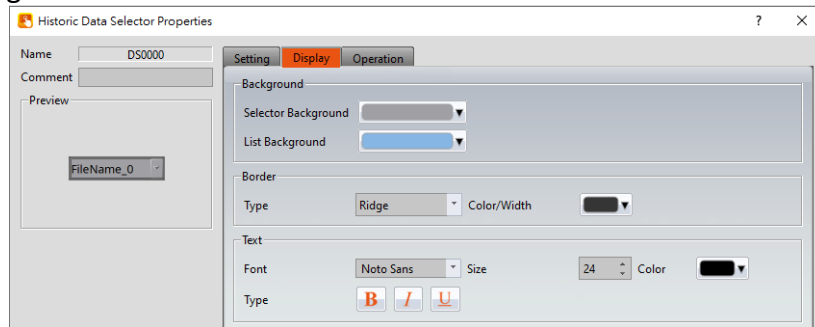 Historic Data Selector Properties ? ×
Name DS0000
Comment
Preview
FileName_0
Setting Display Operation
Background
Selector Background
List Background
Border
Type Ridge Color/Width
Text
Font Noto Sans Size 24 Color
Type B I U